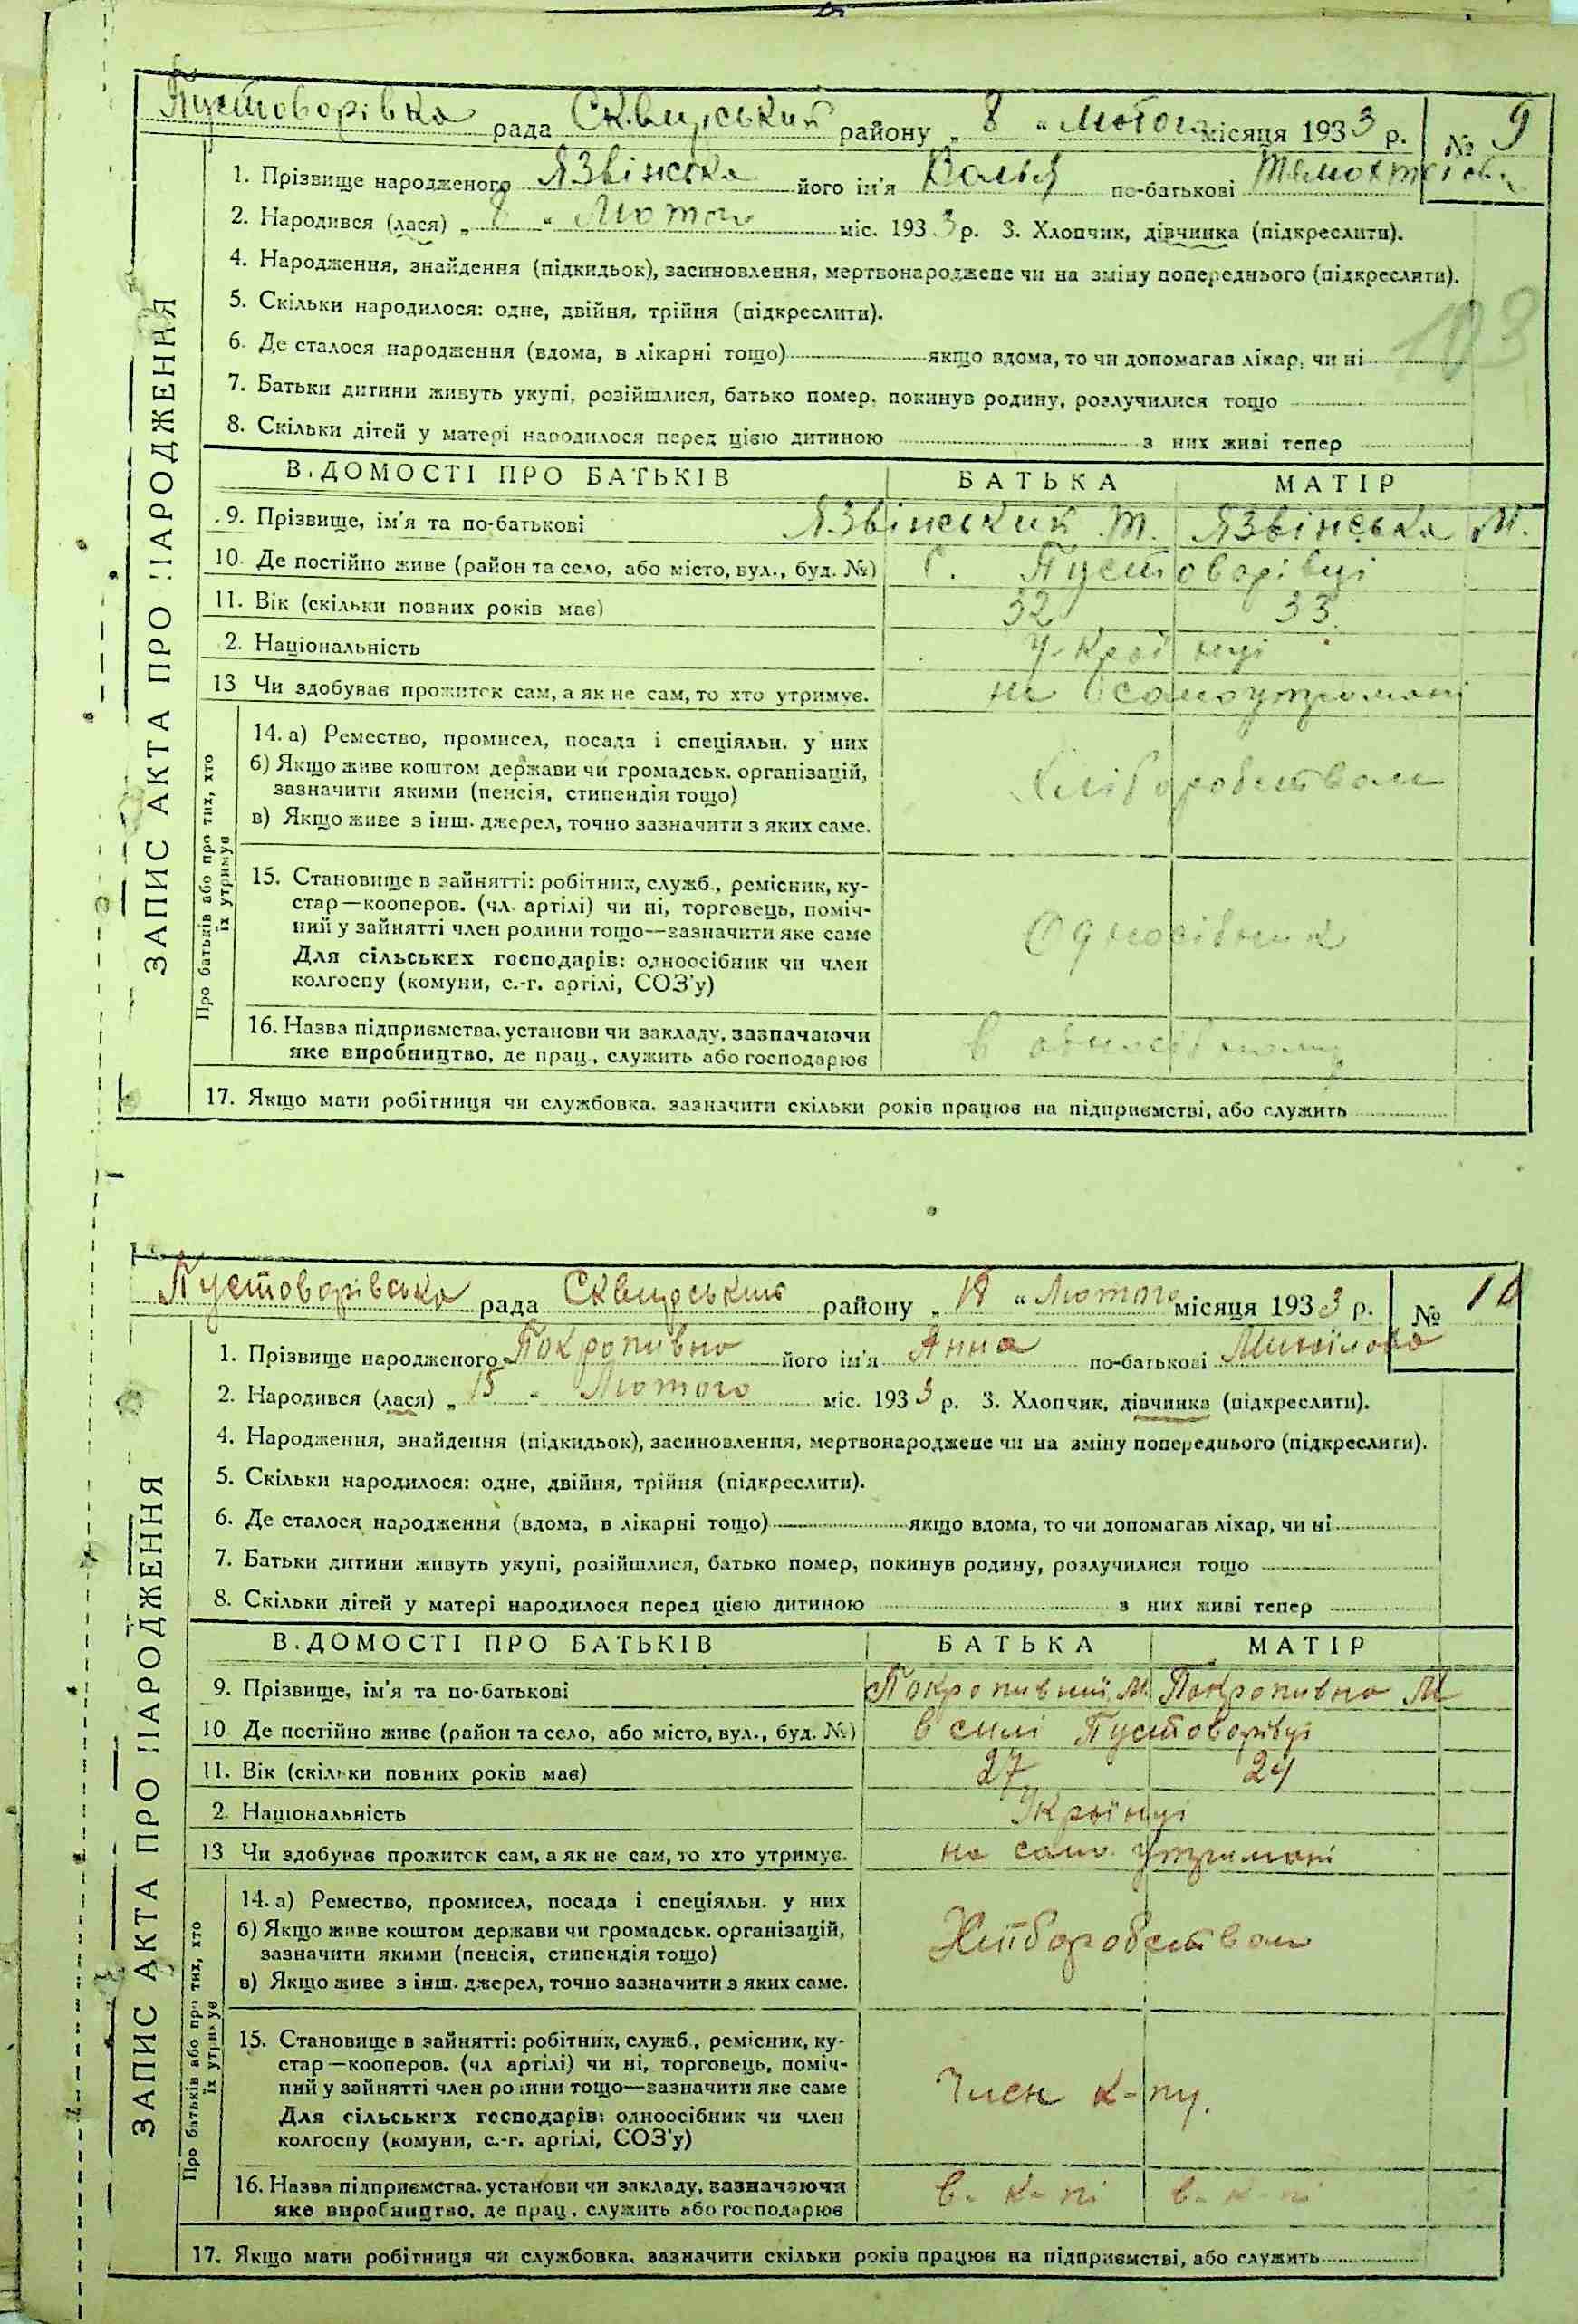 Пустоворівка рада Сквирський району „ 8 “ Лютого місяця 1933 р. № 9
1. Прізвище народженого Язвінська його ім'я Волья по-батькові
2. Народився (лася) „ 8 “ Лютого міс. 1933 р. 3. Хлопчик, дівчинка (підкреслити).
4. Народження, знайдення (підкидьок), засиновлення, мертвонароджене чи на зміну попереднього (підкреслити).
5. Скільки народилося: одне, двійня, трійня (підкреслити).
6. Де сталося народження (вдома, в лікарні тощо) якщо вдома, то чи допомагав лікар, чи ні
103
7. Батьки дитини живуть укупі, розійшлися, батько помер, покинув родину, розлучилися тощо
8. Скільки дітей у матері народилося перед цією дитиною з них живі тепер
ЗАПИС АКТА ПРО НАРОДЖЕННЯ
В.ДОМОСТІ ПРО БАТЬКІВ БАТЬКА МАТІР
9. Прізвище, ім'я та по-батькові Язвінський Т. Язвінська М.
10. Де постійно живе (район та село, або місто, вул., буд. №) с. Пустоворівці
11. Вік (скільки повних років має) 32 33
2. Національність Українці
13 Чи здобуває прожиток сам, а як не сам, то хто утримує. на самоутримані
Про батьків або про тих, хто їх утримує
14. а) Ремество, промисел, посада і спеціяльн. у них
б) Якщо живе коштом держави чи громадськ. організацій,
зазначити якими (пенсія, стипендія тощо) Хліборобством
в) Якщо живе з інш. джерел, точно зазначити з яких саме.
15. Становище в зайнятті: робітник, служб., ремісник, ку-
стар—кооперов. (чл. артілі) чи ні, торговець, поміч-
ний у зайнятті член родини тощо—зазначити яке саме Одноосібника
Для сільських господарів: одноосібник чи член
колгоспу (комуни, с.-г. артілі, СОЗ'у)
16. Назва підприємства, установи чи закладу, зазначаючи
яке виробництво, де прац., служить або господарює в
17. Якщо мати робітниця чи службовка, зазначити скільки років працює на підприємстві, або служить
Пустоворівська рада Сквирський району „ 18 “ Лютого місяця 1933 р. № 10
1. Прізвище народженого Покропивна його ім'я Анна по-батькові Михаілова
2. Народився (лася) „ 15 “ Лютого міс. 1933 р. 3. Хлопчик, дівчинка (підкреслити).
4. Народження, знайдення (підкидьок), засиновлення, мертвонароджене чи на зміну попереднього (підкреслити).
5. Скільки народилося: одне, двійня, трійня (підкреслити).
6. Де сталося народження (вдома, в лікарні тощо) якщо вдома, то чи допомагав лікар, чи ні
7. Батьки дитини живуть укупі, розійшлися, батько помер, покинув родину, розлучилися тощо
8. Скільки дітей у матері народилося перед цією дитиною з них живі тепер
ЗАПИС АКТА ПРО НАРОДЖЕННЯ
В.ДОМОСТІ ПРО БАТЬКІВ БАТЬКА МАТІР
9. Прізвище, ім'я та по-батькові Покропивний М. Покропивна М
10 Де постійно живе (район та село, або місто, вул., буд. №) в силі Пустоворівці
11. Вік (скільки повних років має) 27 24
2. Національність Українці
13 Чи здобуває прожиток сам, а як не сам, то хто утримує. на само утримані
Про батьків або про тих, хто їх утримує
14. а) Ремество, промисел, посада і спеціяльн. у них
б) Якщо живе коштом держави чи громадськ. організацій,
зазначити якими (пенсія, стипендія тощо) Хліборобством
в) Якщо живе з інш. джерел, точно зазначити з яких саме.
15. Становище в зайнятті: робітник, служб., ремісник, ку-
стар—кооперов. (чл артілі) чи ні, торговець, поміч-
ний у зайнятті член родини тощо—зазначити яке саме Член к-пу.
Для сільських господарів: одноосібник чи член
колгоспу (комуни, с.-г. артілі, СОЗ'у)
16. Назва підприємства, установи чи закладу, зазначаючи
яке виробництво, де прац., служить або господарює в- к-пі в- к-пі
17. Якщо мати робітниця чи службовка, зазначити скільки років працює на підприємстві, або служить